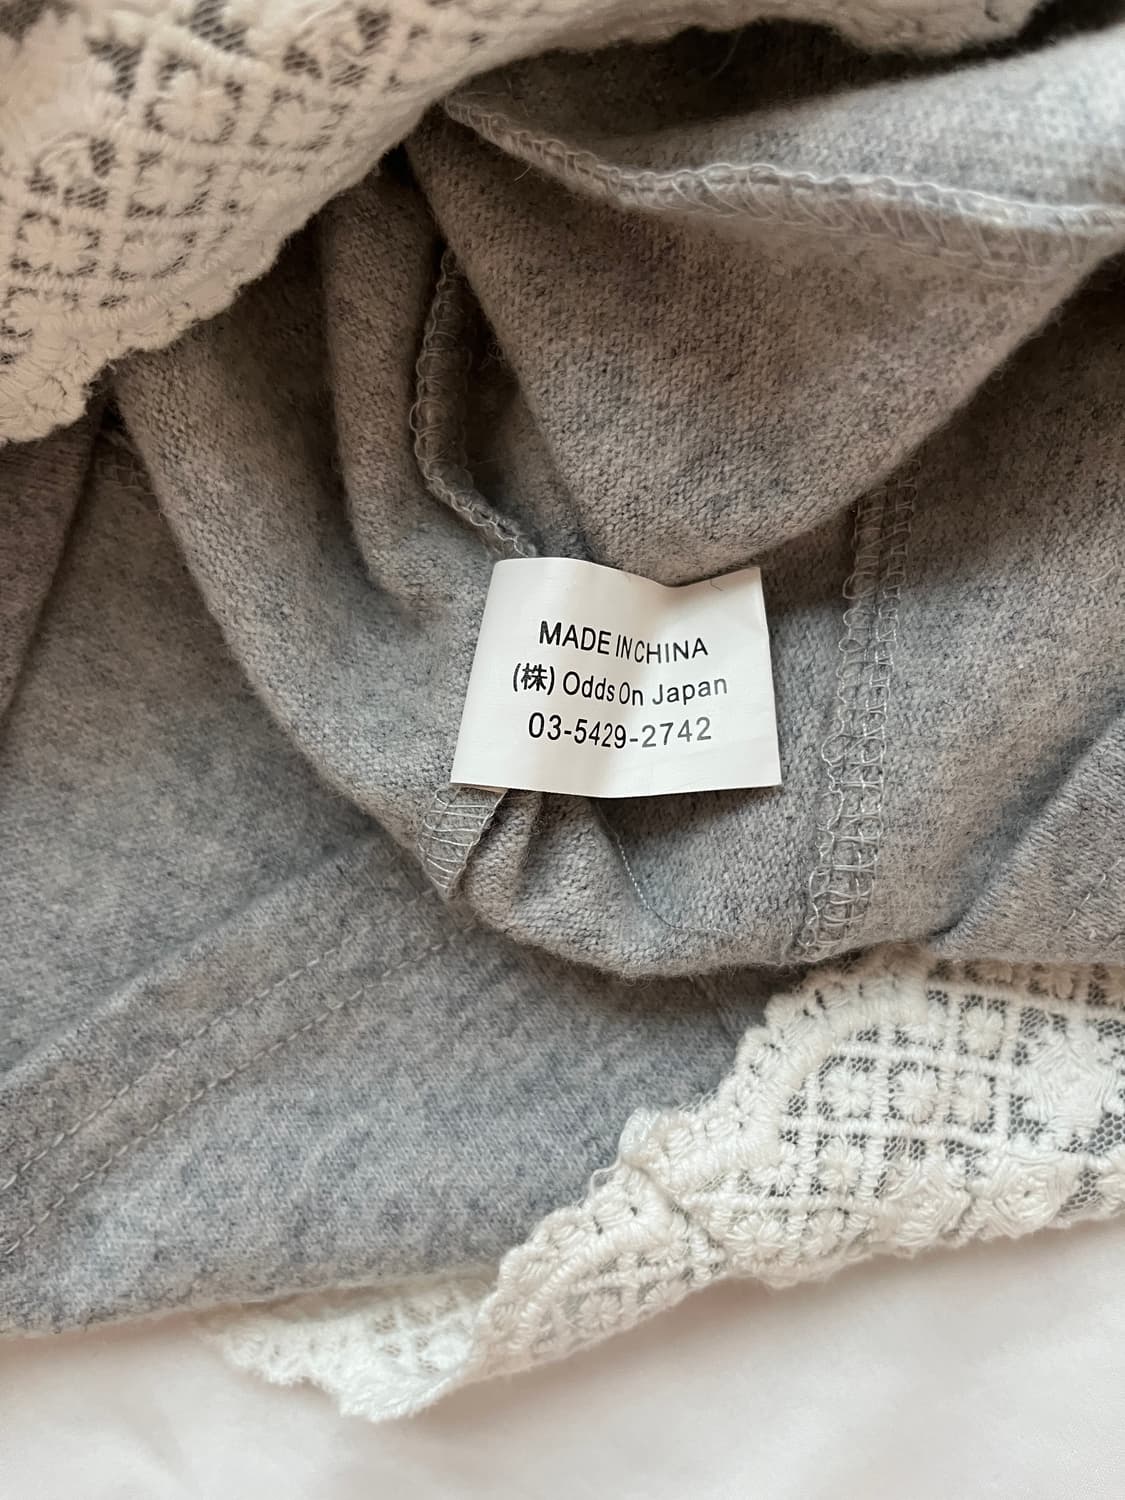 MADE IN CHINA
(株) Odds On Japan
03-5429-2742